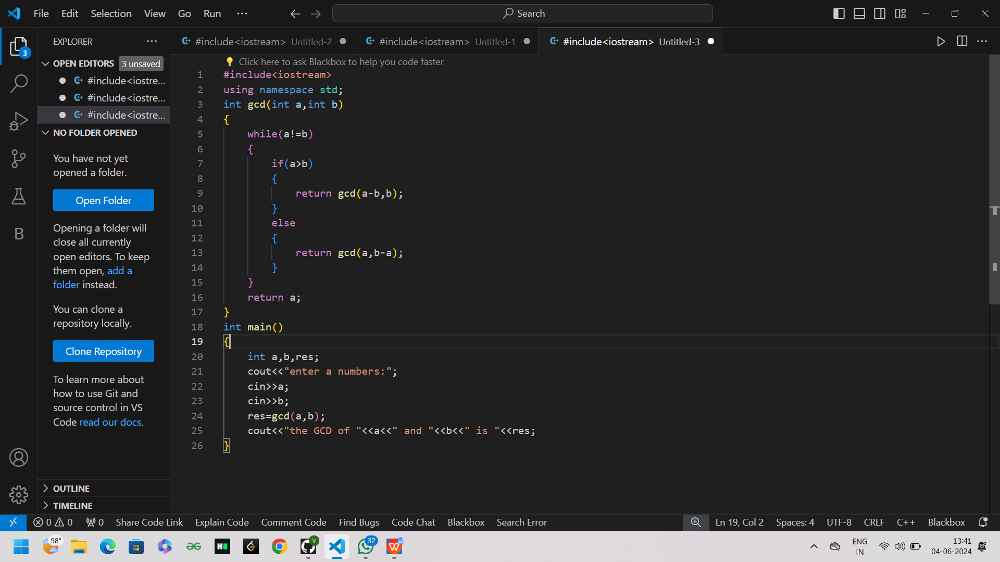 File Edit Selection View Go Run ···
Search
EXPLORER ···
#include<iostream> Untitled-2
#include<iostream> Untitled-1
#include<iostream> Untitled-3
3
OPEN EDITORS 3 unsaved
#include<iostre...
#include<iostre...
#include<iostre...
NO FOLDER OPENED
You have not yet
opened a folder.
Open Folder
Opening a folder will
close all currently
open editors. To keep
them open, add a
folder instead.
You can clone a
repository locally.
Clone Repository
To learn more about
how to use Git and
source control in VS
Code read our docs.
B
OUTLINE
TIMELINE
Click here to ask Blackbox to help you code faster
1 #include<iostream>
2 using namespace std;
3 int gcd(int a,int b)
4 {
5 while(a!=b)
6 {
7 if(a>b)
8 {
9 return gcd(a-b,b);
10 }
11 else
12 {
13 return gcd(a,b-a);
14 }
15 }
16 return a;
17 }
18 int main()
19 {
20 int a,b,res;
21 cout<<"enter a numbers:";
22 cin>>a;
23 cin>>b;
24 res=gcd(a,b);
25 cout<<"the GCD of "<<a<<" and "<<b<<" is "<<res;
26 }
0 0 0 Share Code Link Explain Code Comment Code Find Bugs Code Chat Blackbox Search Error Ln 19, Col 2 Spaces: 4 UTF-8 CRLF C++ Blackbox
98° V 32 W
ENG
IN
13:41
04-06-2024